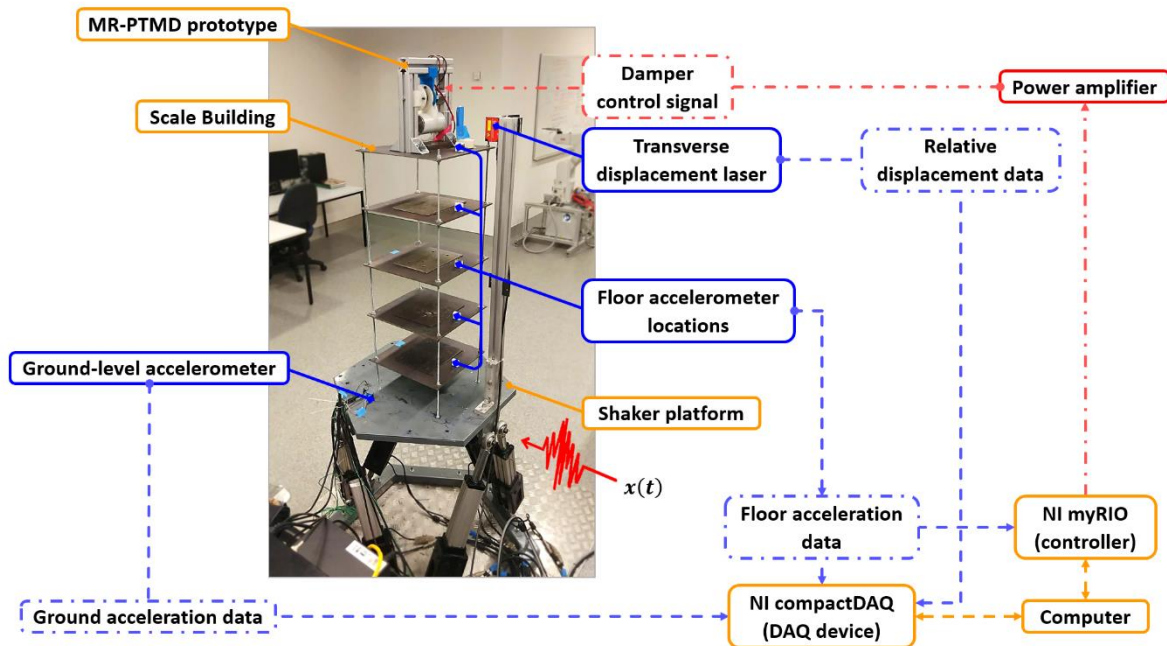 MR-PTMD prototype
Scale Building
Damper
control signal
Power amplifier
Transverse
displacement laser
Relative
displacement data
Floor accelerometer
locations
Ground-level accelerometer
Shaker platform
x(t)
Floor acceleration
data
NI myRIO
(controller)
Ground acceleration data
NI compactDAQ
(DAQ device)
Computer